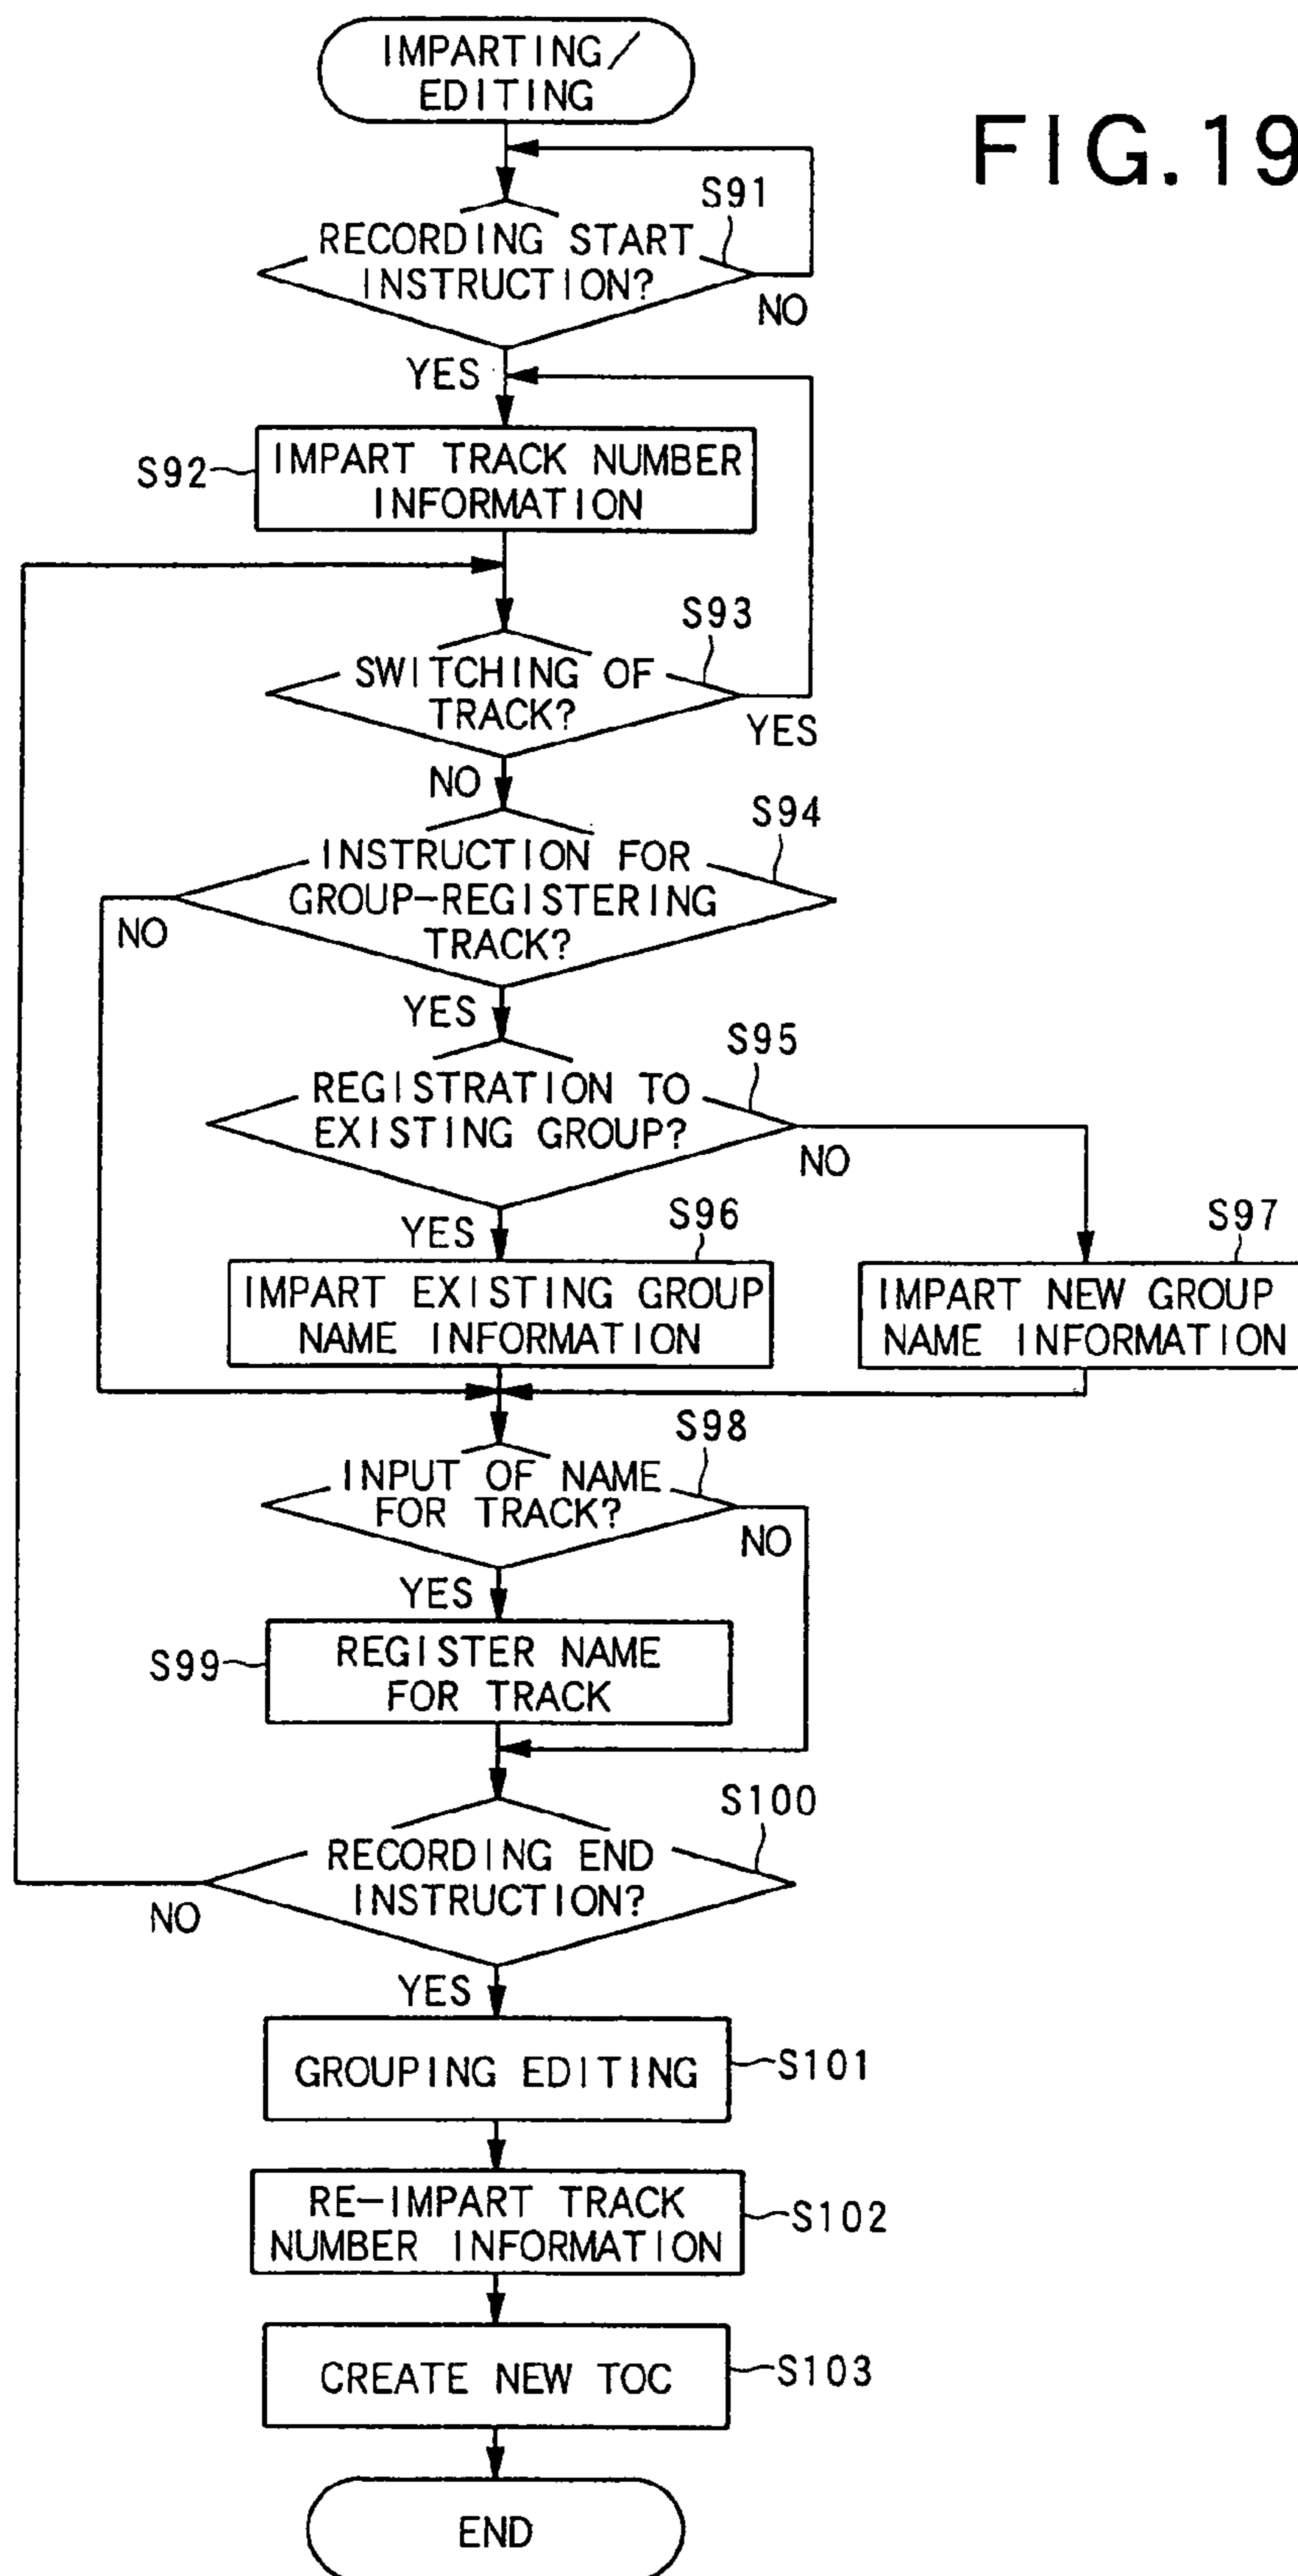 IMPARTING/
EDITING
FIG.19
S91
RECORDING START
INSTRUCTION?
NO
YES
S92
IMPART TRACK NUMBER
INFORMATION
S93
SWITCHING OF
TRACK?
YES
NO
S94
INSTRUCTION FOR
GROUP-REGISTERING
TRACK?
NO
YES
S95
REGISTRATION TO
EXISTING GROUP?
NO
YES
S96
S97
IMPART EXISTING GROUP
NAME INFORMATION
IMPART NEW GROUP
NAME INFORMATION
S98
INPUT OF NAME
FOR TRACK?
NO
YES
S99
REGISTER NAME
FOR TRACK
S100
RECORDING END
INSTRUCTION?
NO
YES
GROUPING EDITING
S101
RE-IMPART TRACK
NUMBER INFORMATION
S102
CREATE NEW TOC
S103
END